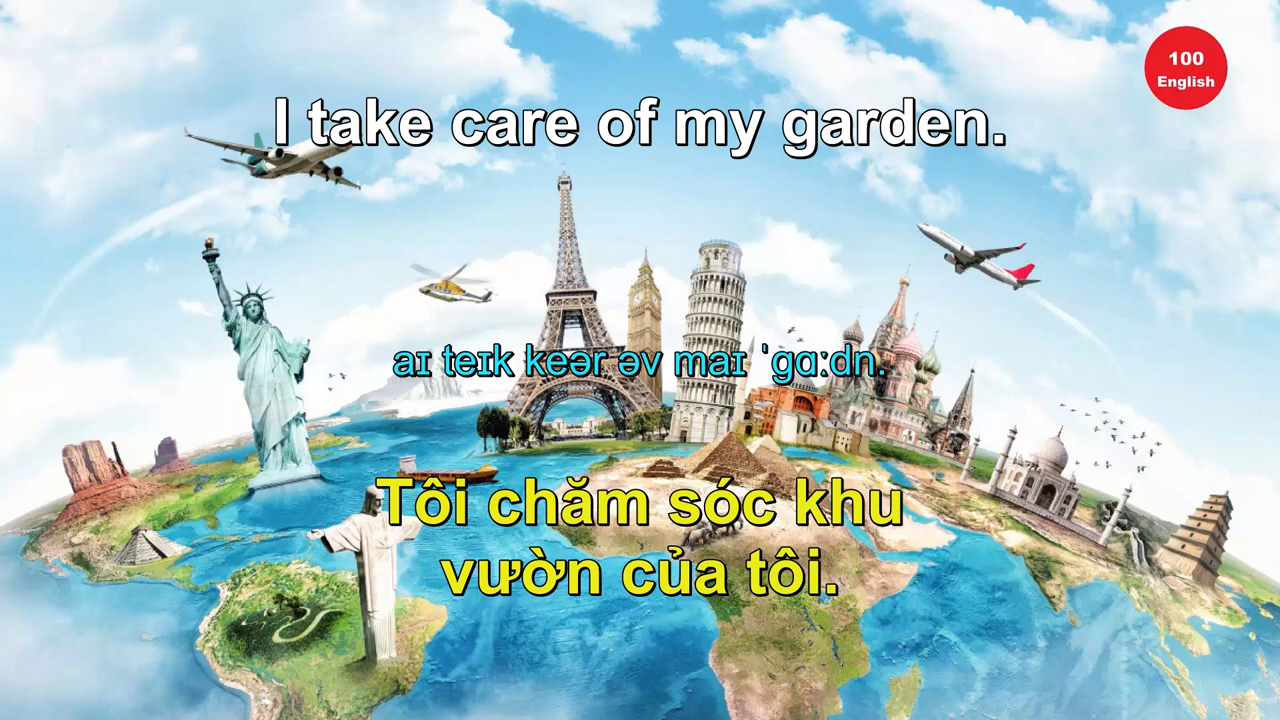 100
English
I take care of my garden.
aɪ teɪk keər əv maɪ ˈɡɑːdn.
Tôi chăm sóc khu
vườn của tôi.